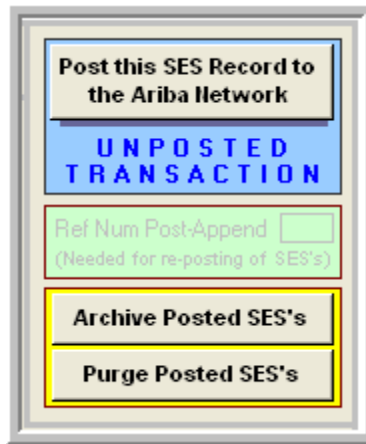 Post this SES Record to
the Ariba Network
UNPOSTED
TRANSACTION
Ref Num Post-Append
(Needed for re-posting of SES's)
Archive Posted SES's
Purge Posted SES's